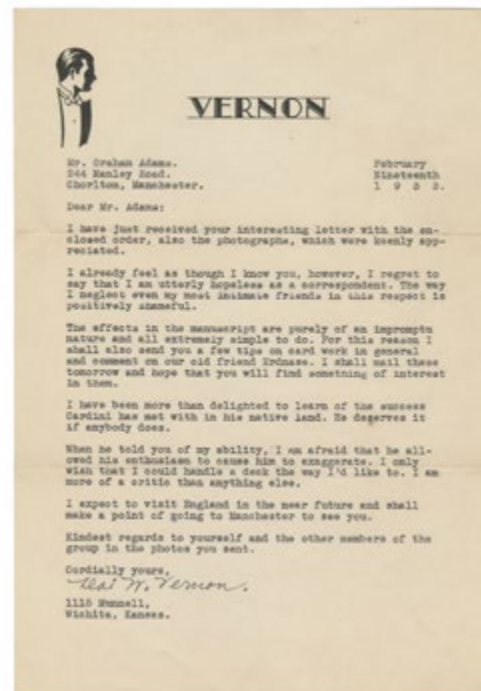 VERNON
Mr. Graham Adams. February
244 Manley Road. Nineteenth
Chorlton, Manchester. 1 9 3 3.
Dear Mr. Adams:
I have just received your interesting letter with the en-
closed order, also the photographs, which were keenly app-
reciated.
I already feel as though I know you, however, I regret to
say that I am utterly hopeless as a correspondent. The way
I neglect even my most intimate friends in this respect is
positively shameful.
The effects in the manuscript are purely of an impromptu
nature and all extremely simple to do. For this reason I
shall also send you a few tips on card work in general
and comment on our old friend Erdnase. I shall mail these
tomorrow and hope that you will find something of interest
in them.
I have been more than delighted to learn of the success
Cardini has met with in his native land. He deserves it
if anybody does.
When he told you of my ability, I am afraid that he all-
owed his enthusiasm to cause him to exaggerate. I only
wish that I could handle a deck the way I'd like to. I am
more of a critic than anything else.
I expect to visit England in the near future and shall
make a point of going to Manchester to see you.
Kindest regards to yourself and the other members of the
group in the photos you sent.
Cordially yours,
W. Vernon.
1115
Wichita, Kansas.